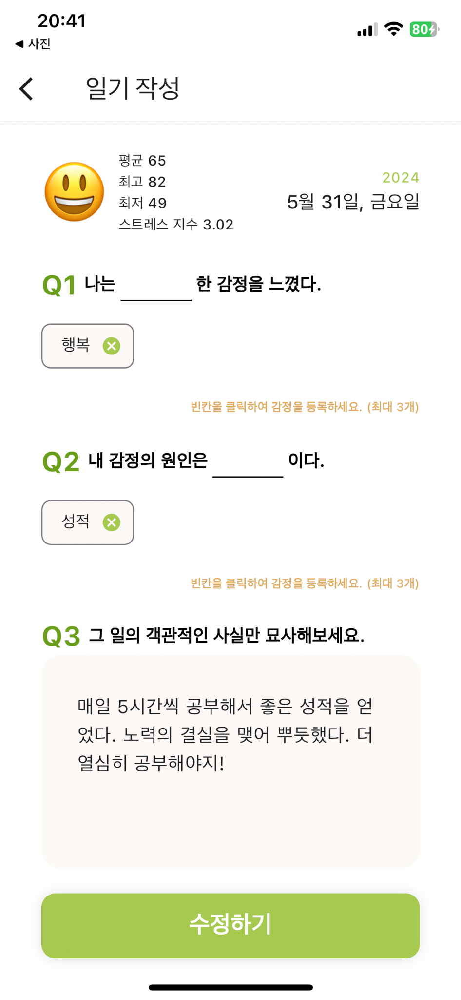 20:41
80
◀ 사진
일기 작성
평균 65
최고 82
최저 49
스트레스 지수 3.02
2024
5월 31일, 금요일
Q1 나는 ______ 한 감정을 느꼈다.
행복
빈칸을 클릭하여 감정을 등록하세요. (최대 3개)
Q2 내 감정의 원인은 ______ 이다.
성적
빈칸을 클릭하여 감정을 등록하세요. (최대 3개)
Q3 그 일의 객관적인 사실만 묘사해보세요.
매일 5시간씩 공부해서 좋은 성적을 얻
었다. 노력의 결실을 맺어 뿌듯했다. 더
열심히 공부해야지!
수정하기